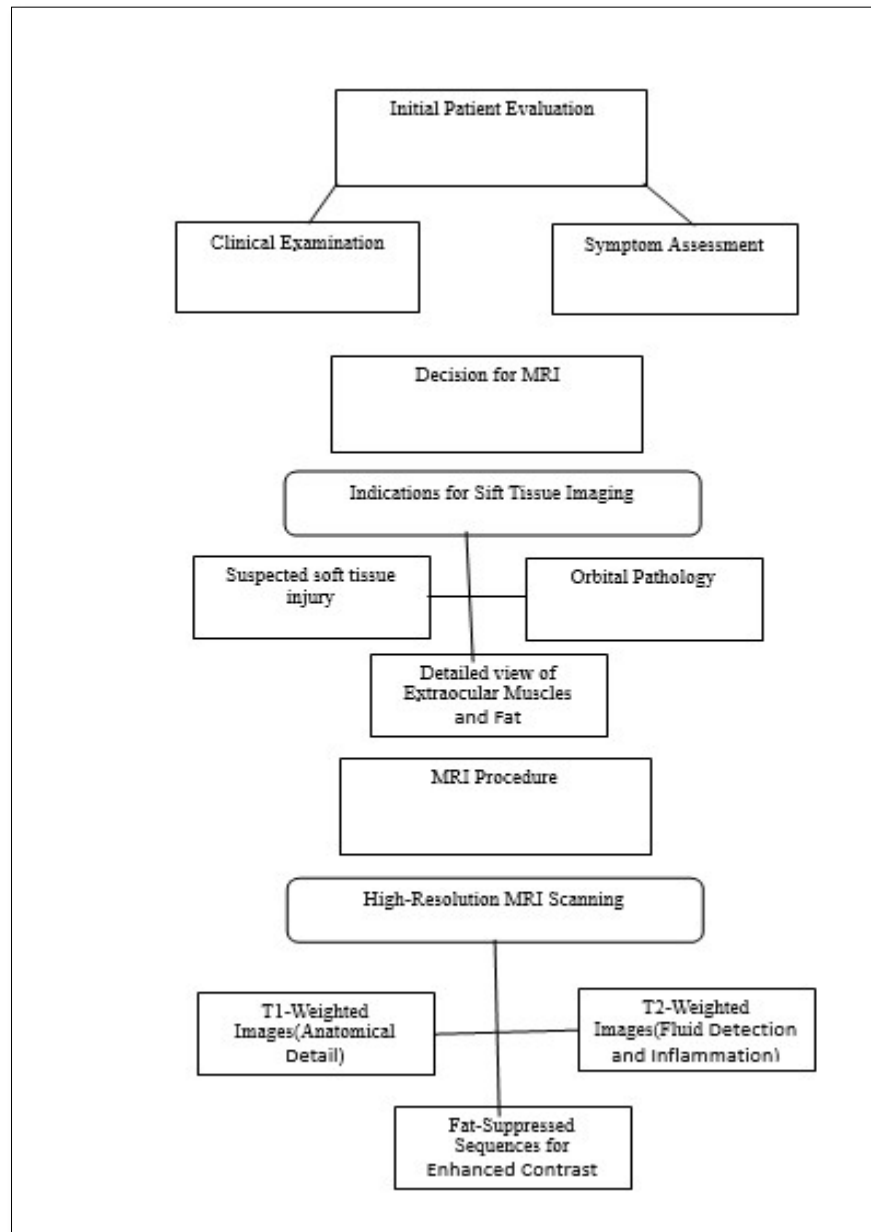 Initial Patient Evaluation
Clinical Examination
Symptom Assessment
Decision for MRI
Indications for Sift Tissue Imaging
Suspected soft tissue
injury
Orbital Pathology
Detailed view of
Extraocular Muscles
and Fat
MRI Procedure
High-Resolution MRI Scanning
T1-Weighted
Images(Anatomical
Detail)
T2-Weighted
Images(Fluid Detection
and Inflammation)
Fat-Suppressed
Sequences for
Enhanced Contrast